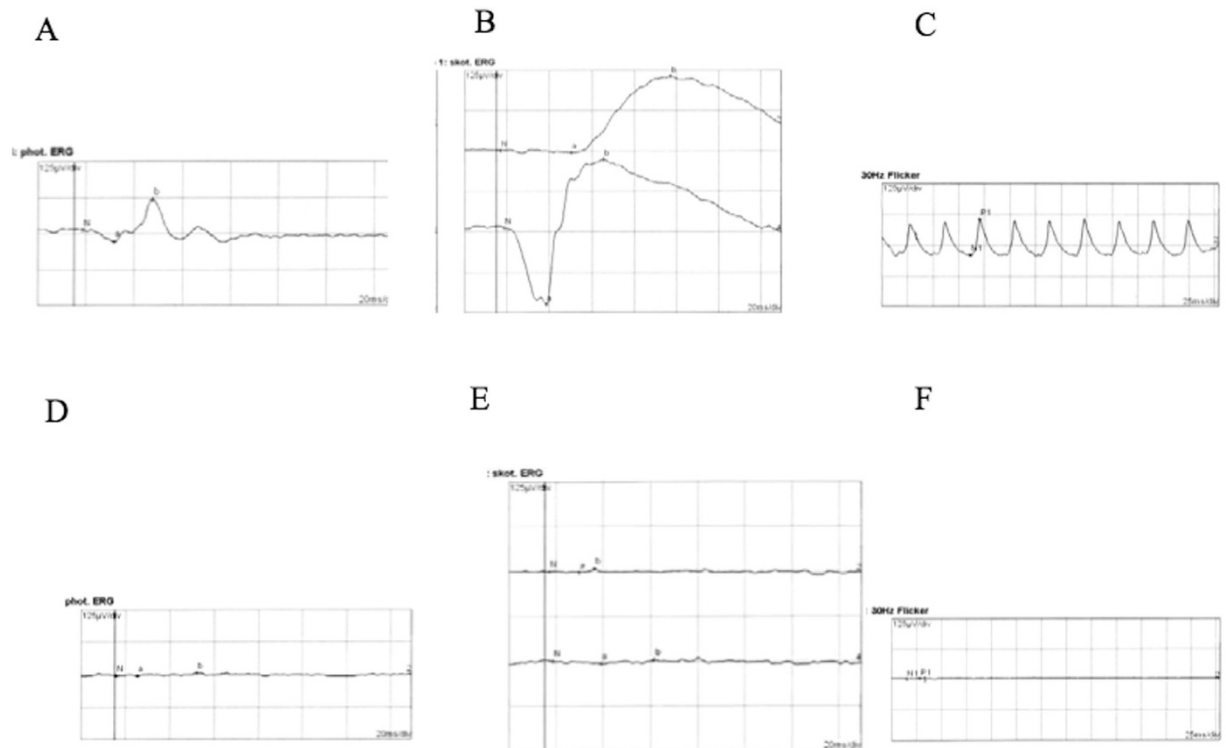 A
B
C
phot. ERG
125µV/div
N
a
b
20ms/d
1: skot. ERG
125µV/div
N
a
b
N
b
20ms/div
30Hz Flicker
125µV/div
P1
25ms/div
D
E
F
phot. ERG
125µV/div
N
a
b
20ms/div
: skot. ERG
125µV/div
N
a
b
N
a
b
20ms/div
: 30Hz Flicker
125µV/div
N1
P1
25ms/div